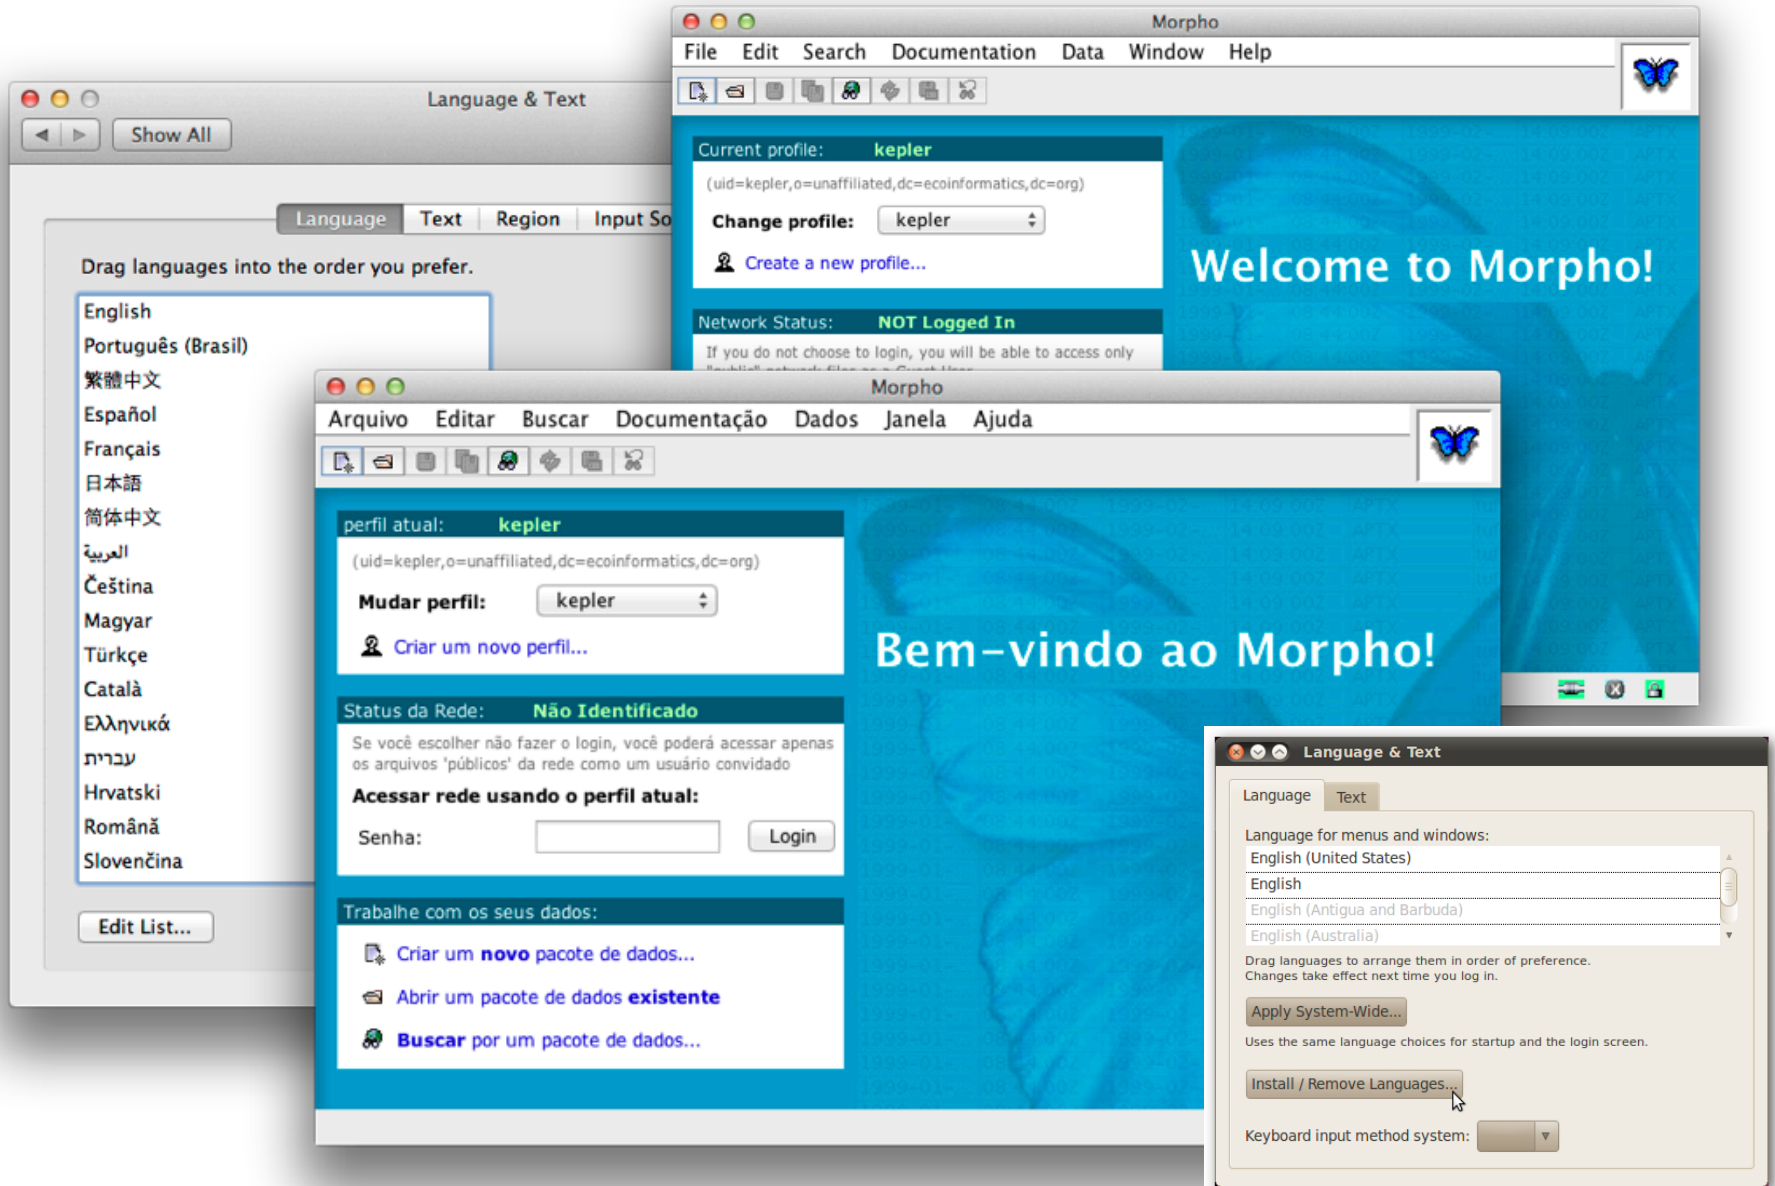 Language & Text
Show All
Language Text Region Input So
Drag languages into the order you prefer.
English
Português (Brasil)
繁體中文
Español
Français
日本語
简体中文
العربية
Čeština
Magyar
Türkçe
Català
Ελληνικά
עברית
Hrvatski
Română
Slovenčina
Edit List...
Morpho
File Edit Search Documentation Data Window Help
Current profile: kepler
(uid=kepler,o=unaffiliated,dc=ecoinformatics,dc=org)
Change profile: kepler
Create a new profile...
Welcome to Morpho!
Network Status: NOT Logged In
If you do not choose to login, you will be able to access only
Morpho
Arquivo Editar Buscar Documentação Dados Janela Ajuda
perfil atual: kepler
(uid=kepler,o=unaffiliated,dc=ecoinformatics,dc=org)
Mudar perfil: kepler
Criar um novo perfil...
Bem-vindo ao Morpho!
Status da Rede: Não Identificado
Se você escolher não fazer o login, você poderá acessar apenas
os arquivos 'públicos' da rede como um usuário convidado
Acessar rede usando o perfil atual:
Senha: Login
Trabalhe com os seus dados:
Criar um novo pacote de dados...
Abrir um pacote de dados existente
Buscar por um pacote de dados...
Language & Text
Language Text
Language for menus and windows:
English (United States)
English
English (Antigua and Barbuda)
English (Australia)
Drag languages to arrange them in order of preference.
Changes take effect next time you log in.
Apply System-Wide...
Uses the same language choices for startup and the login screen.
Install / Remove Languages...
Keyboard input method system: